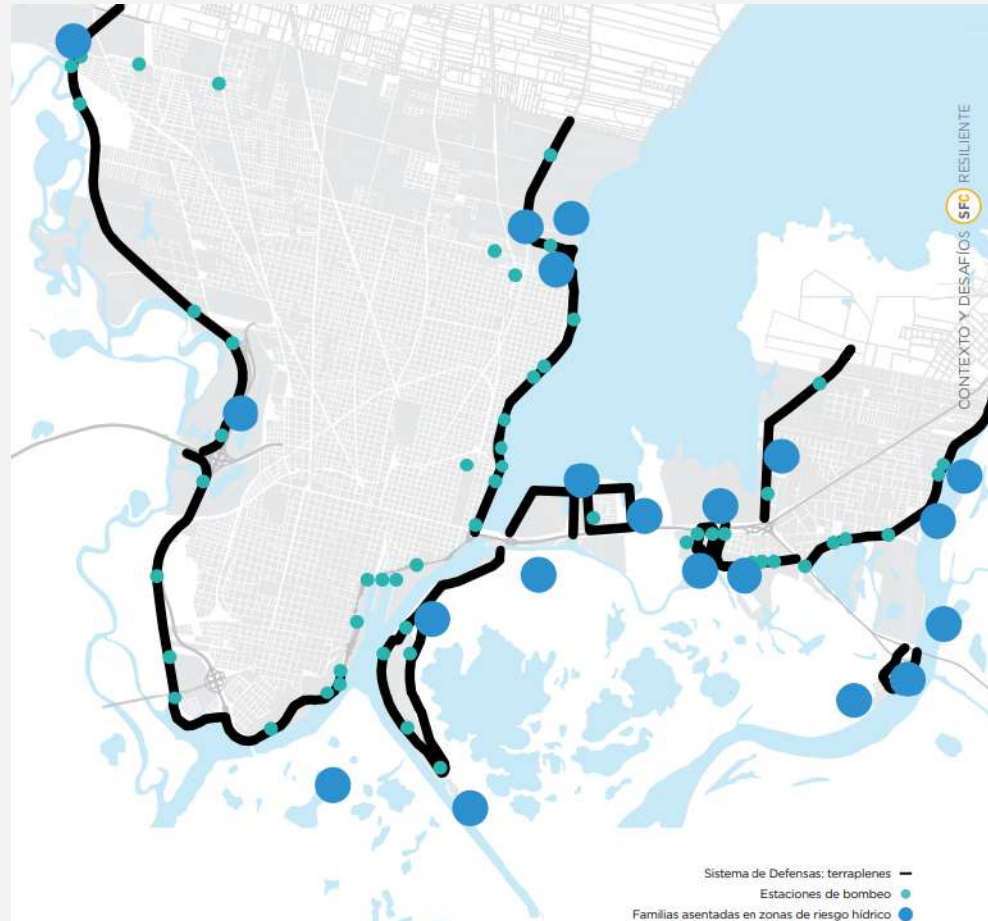 CONTEXTO Y DESAFÍOS SFC RESILIENTE
Sistema de Defensas: terraplenes
Estaciones de bombeo
Familias asentadas en zonas de riesgo hídrico